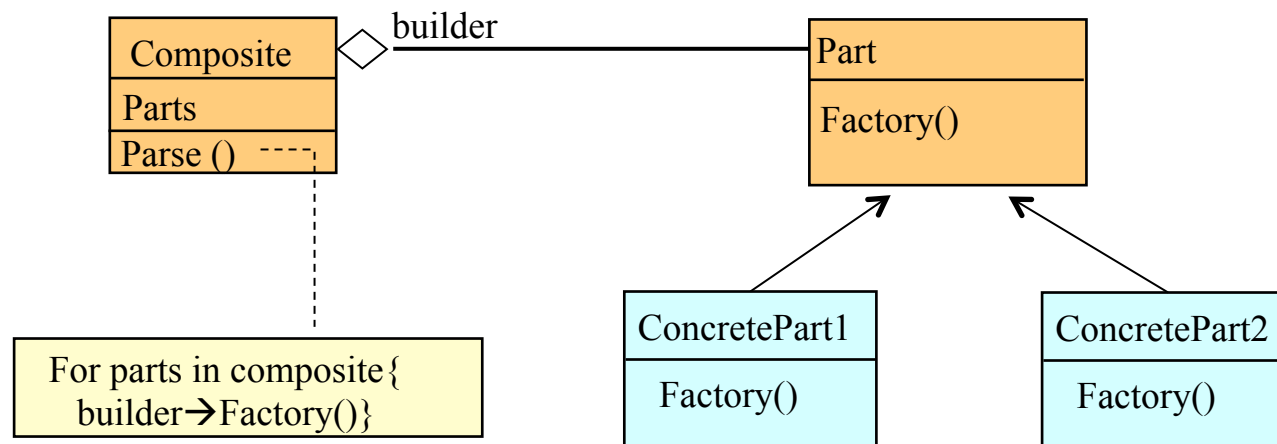 builder
Composite
Parts
Parse ()
Part
Factory()
For parts in composite{
builder→Factory()}
ConcretePart1
Factory()
ConcretePart2
Factory()